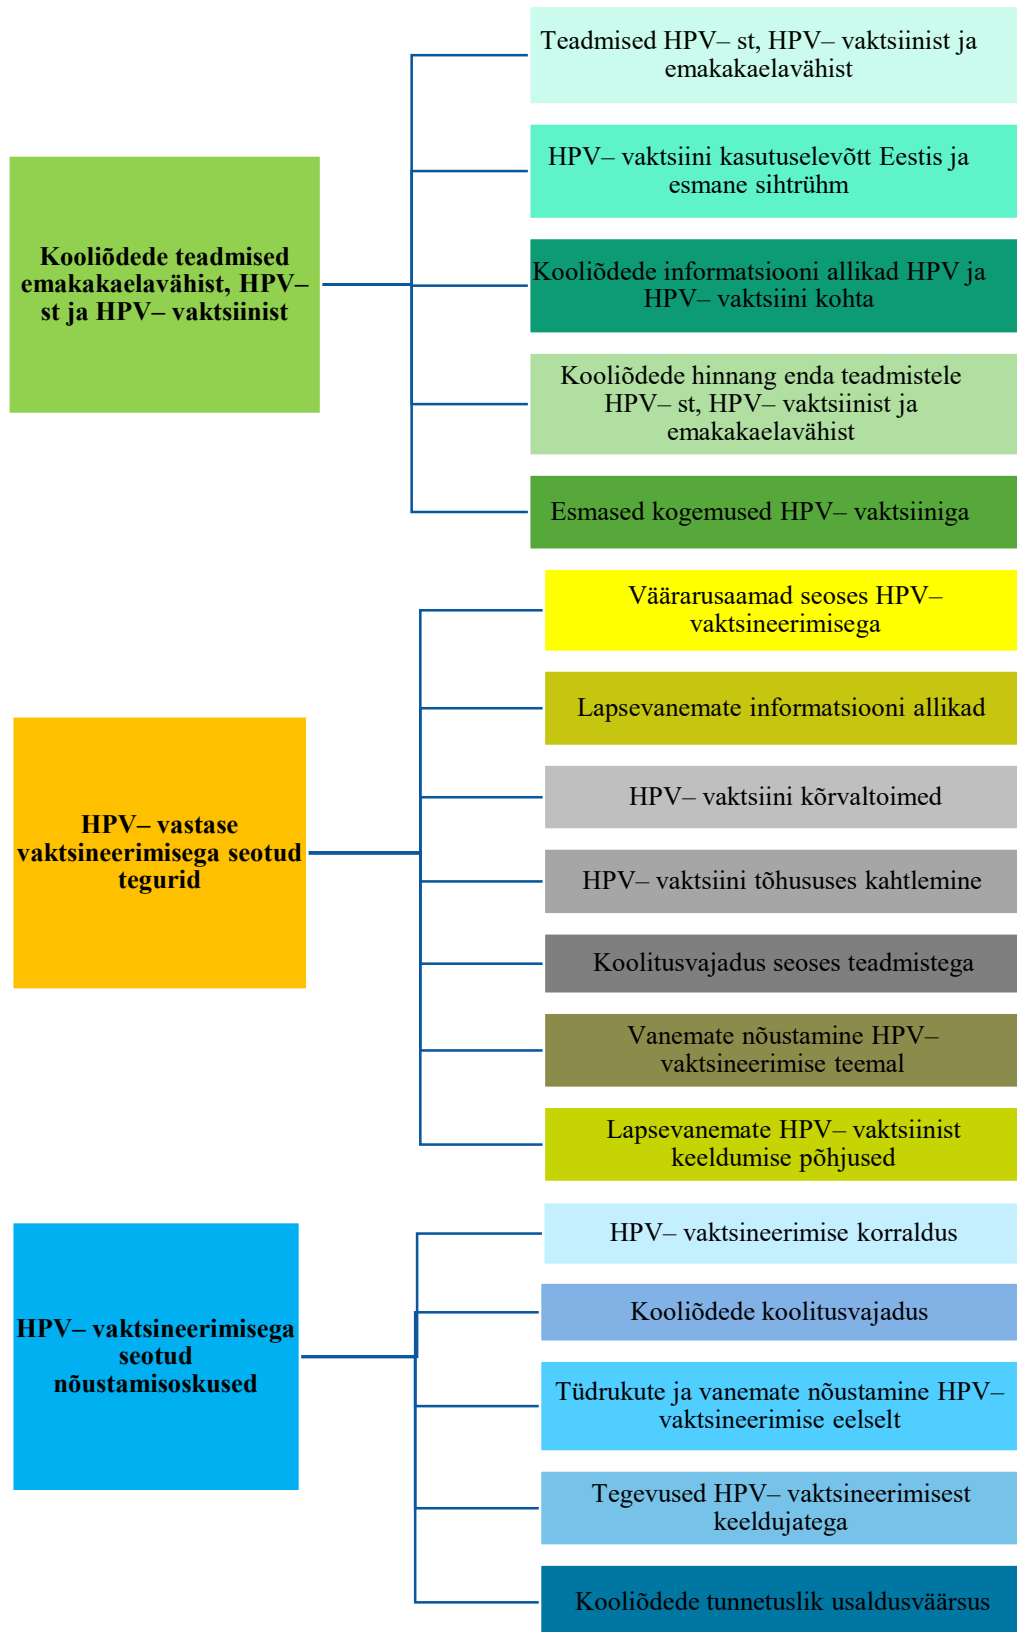 Kooliõdede teadmised
emakakaelavähist, HPV–
st ja HPV– vaktsiinist
Teadmised HPV– st, HPV– vaktsiinist ja
emakakaelavähist
HPV– vaktsiini kasutuselevõtt Eestis ja
esmane sihtrühm
Kooliõdede informatsiooni allikad HPV ja
HPV– vaktsiini kohta
Kooliõdede hinnang enda teadmistele
HPV– st, HPV– vaktsiinist ja
emakakaelavähist
Esmased kogemused HPV– vaktsiiniga
HPV– vastase
vaktsineerimisega seotud
tegurid
Väärarusaamad seoses HPV–
vaktsineerimisega
Lapsevanemate informatsiooni allikad
HPV– vaktsiini kõrvaltoimed
HPV– vaktsiini tõhususes kahtlemine
Koolitusvajadus seoses teadmistega
Vanemate nõustamine HPV–
vaktsineerimise teemal
Lapsevanemate HPV– vaktsiinist
keeldumise põhjused
HPV– vaktsineerimisega
seotud
nõustamisoskused
HPV– vaktsineerimise korraldus
Kooliõdede koolitusvajadus
Tüdrukute ja vanemate nõustamine HPV–
vaktsineerimise eelselt
Tegevused HPV– vaktsineerimisest
keeldujatega
Kooliõdede tunnetuslik usaldusväärsus